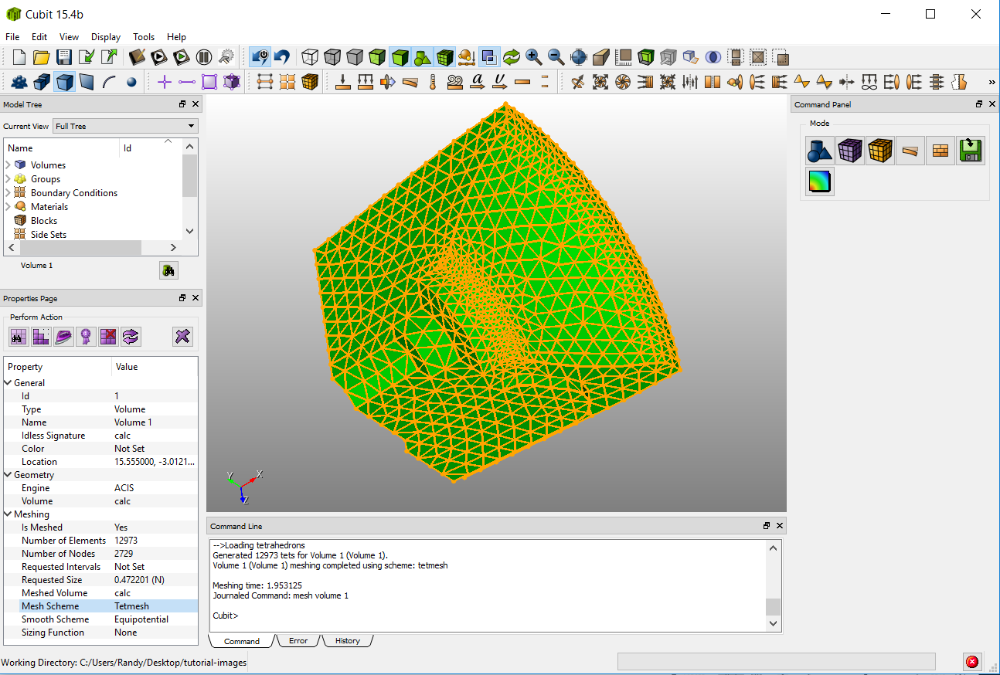 Cubit 15.4b
File Edit View Display Tools Help
Model Tree
Current View Full Tree
Name Id
Volumes
Groups
Boundary Conditions
Materials
Blocks
Side Sets
Volume 1
Properties Page
Perform Action
Property Value
General
Id 1
Type Volume
Name Volume 1
Idless Signature calc
Color Not Set
Location 15.555000, -3.0121...
Geometry
Engine ACIS
Volume calc
Meshing
Is Meshed Yes
Number of Elements 12973
Number of Nodes 2729
Requested Intervals Not Set
Requested Size 0.472201 (N)
Meshed Volume calc
Mesh Scheme Tetmesh
Smooth Scheme Equipotential
Sizing Function None
Y
X
Z
Command Line
-->Loading tetrahedrons
Generated 12973 tets for Volume 1 (Volume 1).
Volume 1 (Volume 1) meshing completed using scheme: tetmesh
Meshing time: 1.953125
Journaled Command: mesh volume 1
Cubit>
Command Error History
Command Panel
Mode
Working Directory: C:/Users/Randy/Desktop/tutorial-images